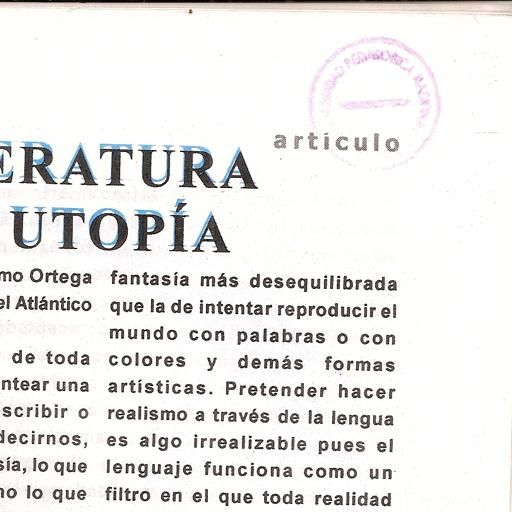 artículo
ERATURA
UTOPÍA
mo Ortega
el Atlántico
de toda
ntear una
scribir o
decirnos,
sía, lo que
no lo que
fantasía más desequilibrada
que la de intentar reproducir el
mundo con palabras o con
colores y demás formas
artísticas. Pretender hacer
realismo a través de la lengua
es algo irrealizable pues el
lenguaje funciona como un
filtro en el que toda realidad